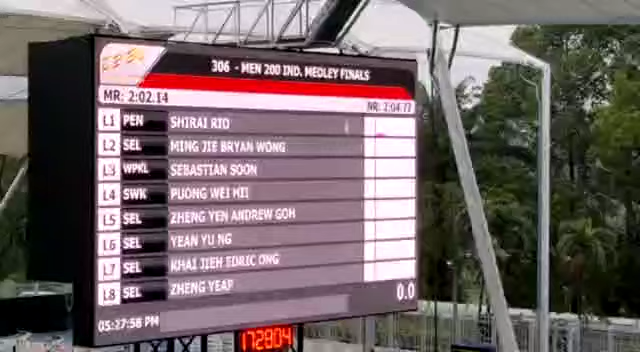 306 - MEN 200 IND. MEDLEY FINALS
MR: 2:02.14 NR: 2:04.77
L1 PEN SHIRAI RIO
L2 SEL MING JIE BRYAN WONG
L3 WPKL SEBASTIAN SOON
L4 SWK PUONG WEI HII
L5 SEL ZHENG YEN ANDREW GOH
L6 SEL YEAN YU NG
L7 SEL KHAI JIEH EDRIC ONG
L8 SEL ZHENG YEAP
0.0
05:27:58 PM
172804